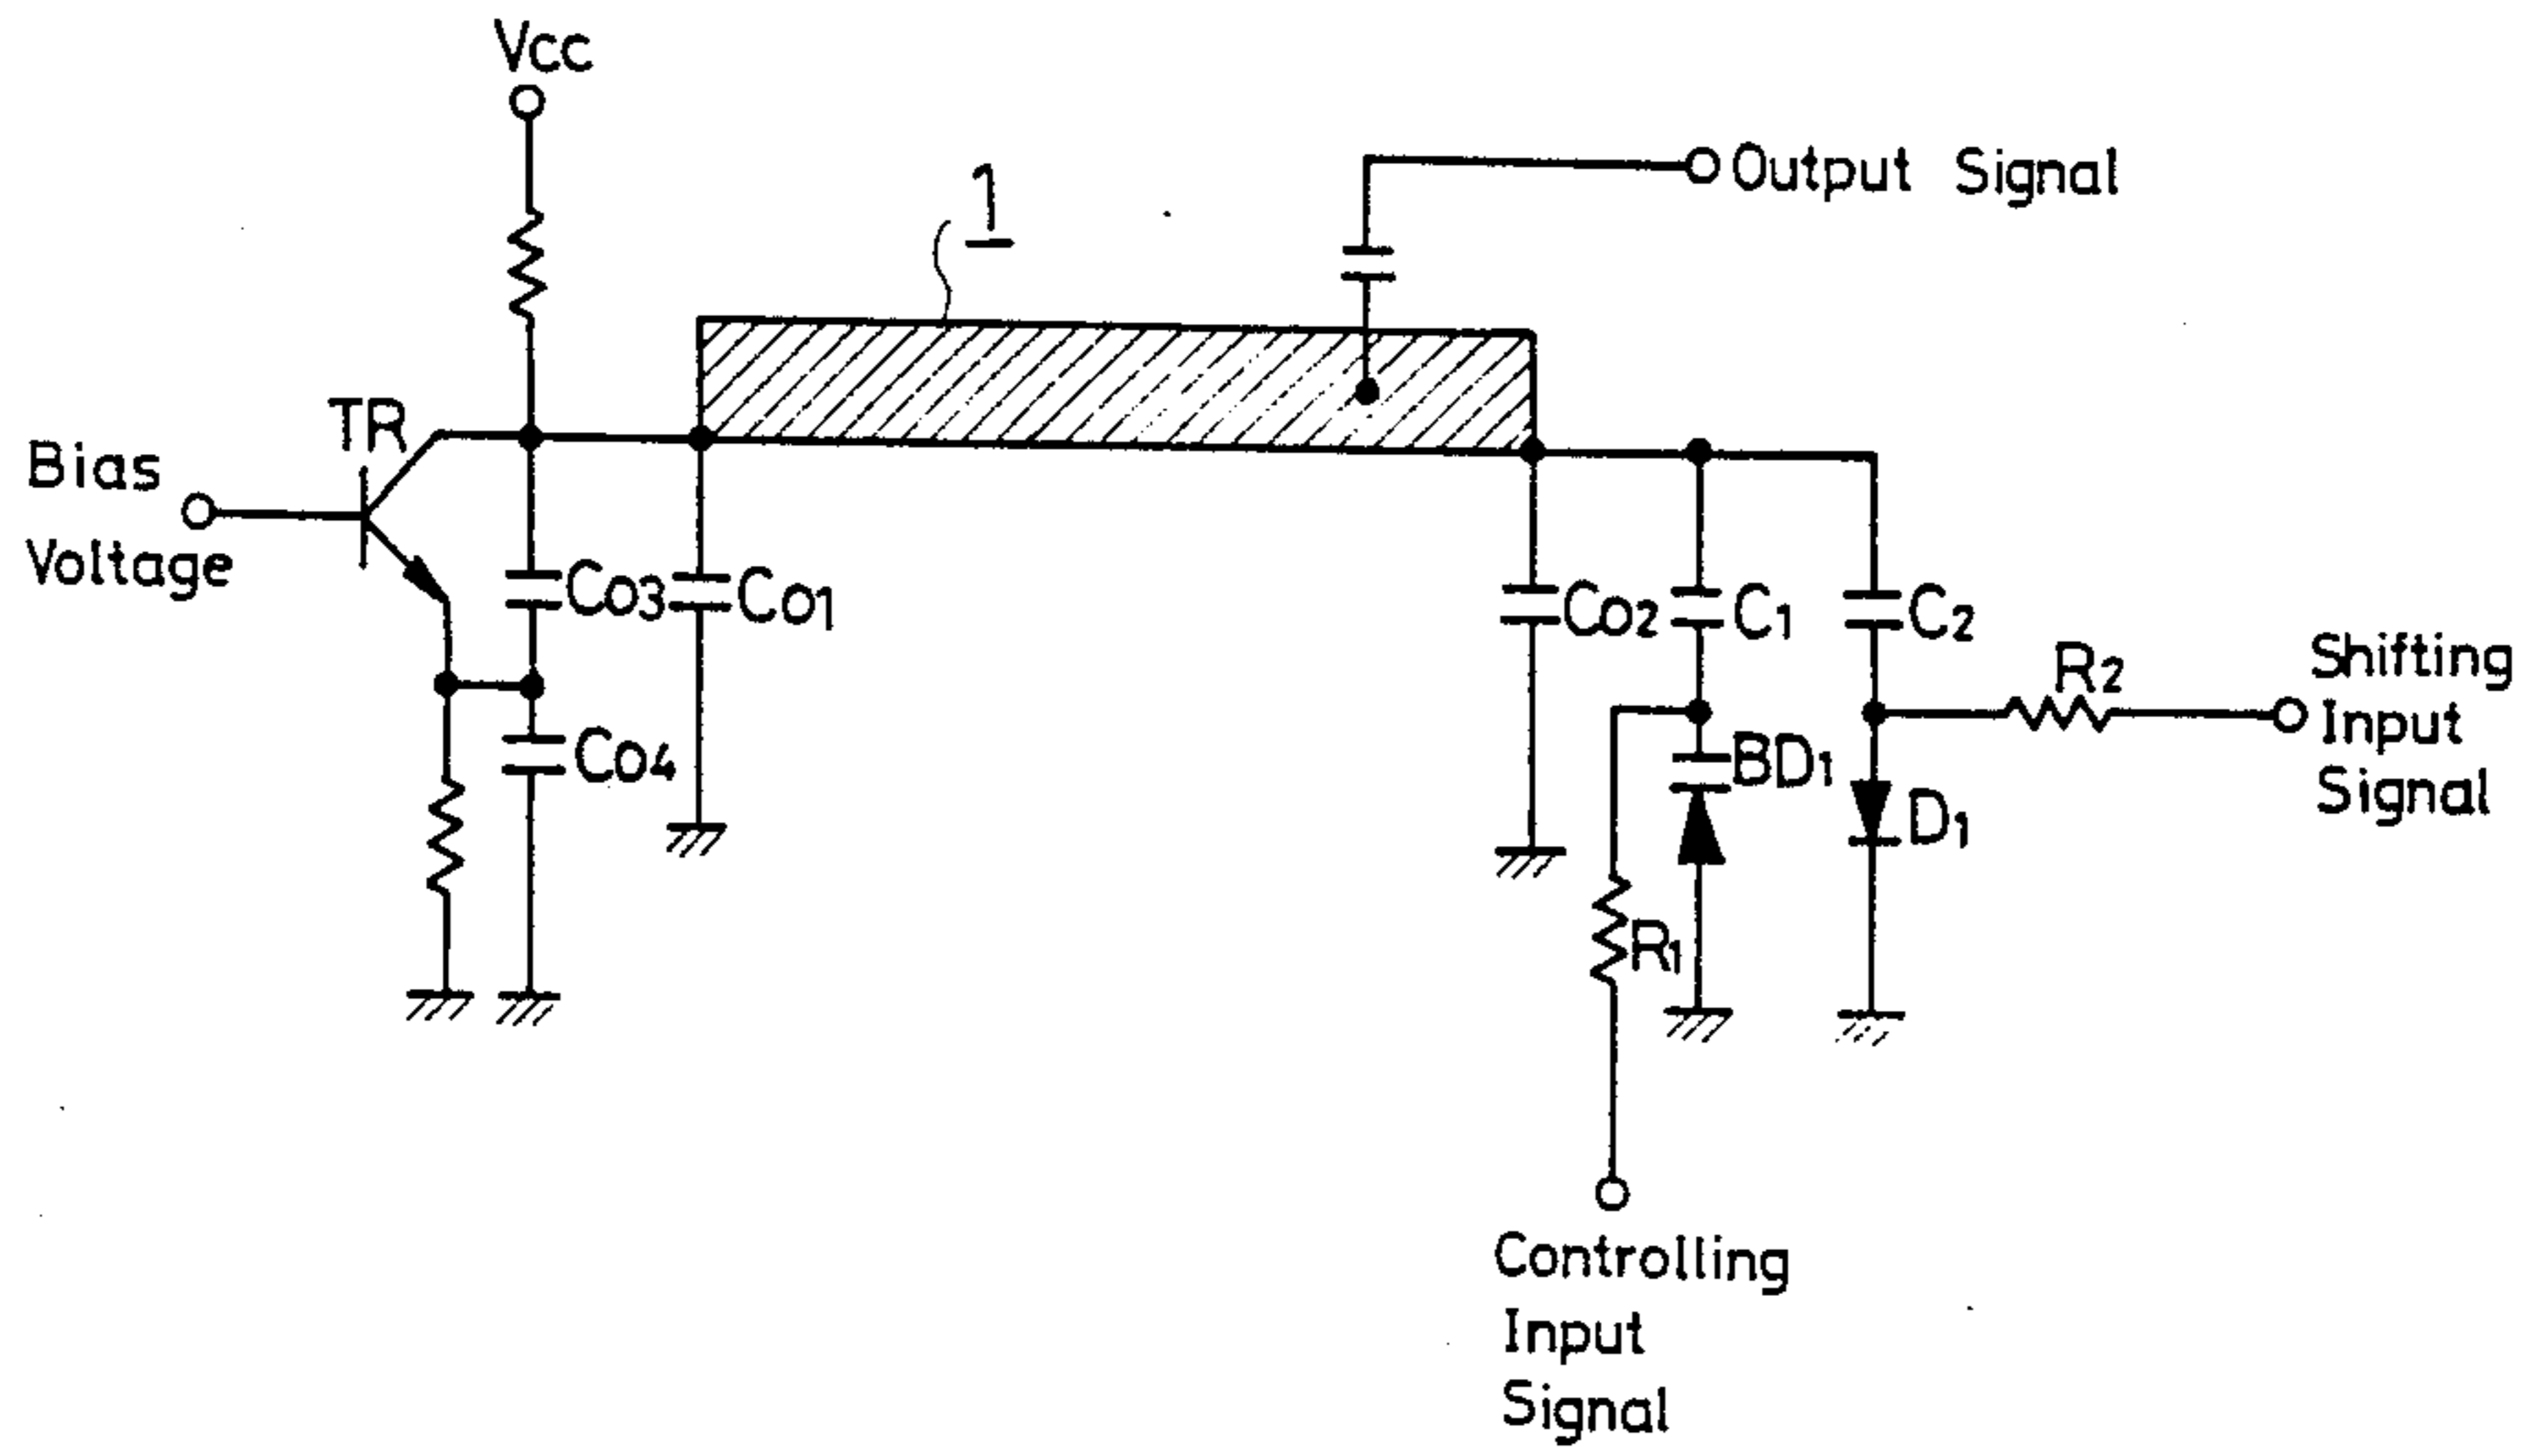 Vcc
1
Output Signal
TR
Bias
Voltage
Co3
Co1
Co2
C1
C2
Co4
BD1
D1
R2
Shifting
Input
Signal
R1
Controlling
Input
Signal